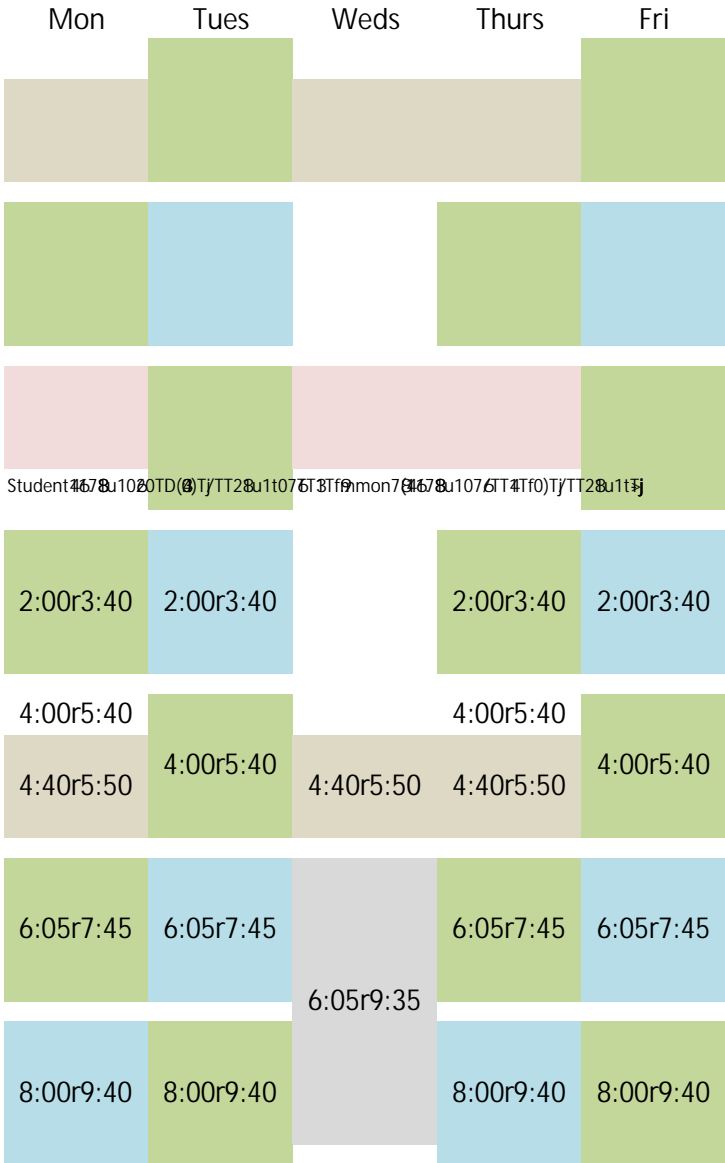 Mon Tues Weds Thurs Fri
Student
2:00r3:40 2:00r3:40 2:00r3:40 2:00r3:40
4:00r5:40 4:00r5:40
4:00r5:40 4:00r5:40
4:40r5:50 4:40r5:50 4:40r5:50
6:05r7:45 6:05r7:45 6:05r7:45 6:05r7:45
6:05r9:35
8:00r9:40 8:00r9:40 8:00r9:40 8:00r9:40